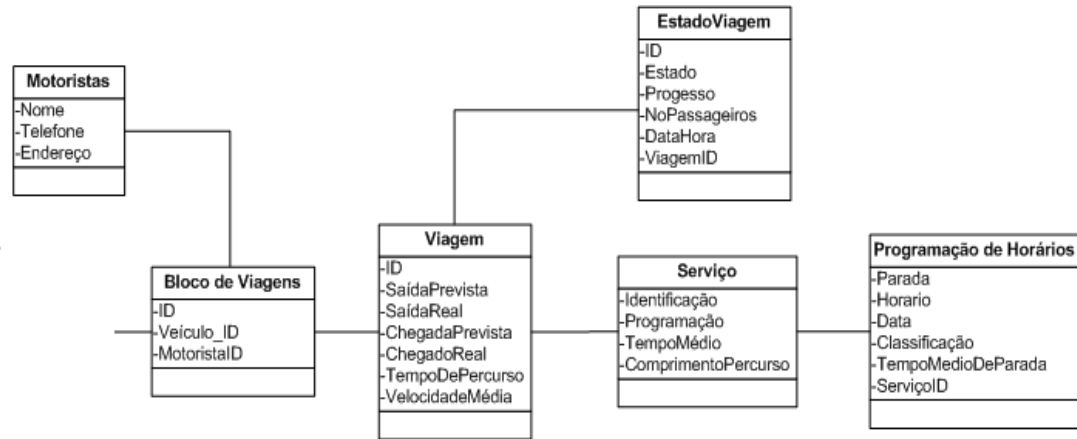 EstadoViagem
-ID
-Estado
-Progesso
-NoPassageiros
-DataHora
-ViagemID
Motoristas
-Nome
-Telefone
-Endereço
Bloco de Viagens
-ID
-Veículo_ID
-MotoristaID
Viagem
-ID
-SaídaPrevista
-SaídaReal
-ChegadaPrevista
-ChegadoReal
-TempoDePercurso
-VelocidadeMédia
Serviço
-Identificação
-Programação
-TempoMédio
-ComprimentoPercurso
Programação de Horários
-Parada
-Horario
-Data
-Classificação
-TempoMedioDeParada
-ServiçoID